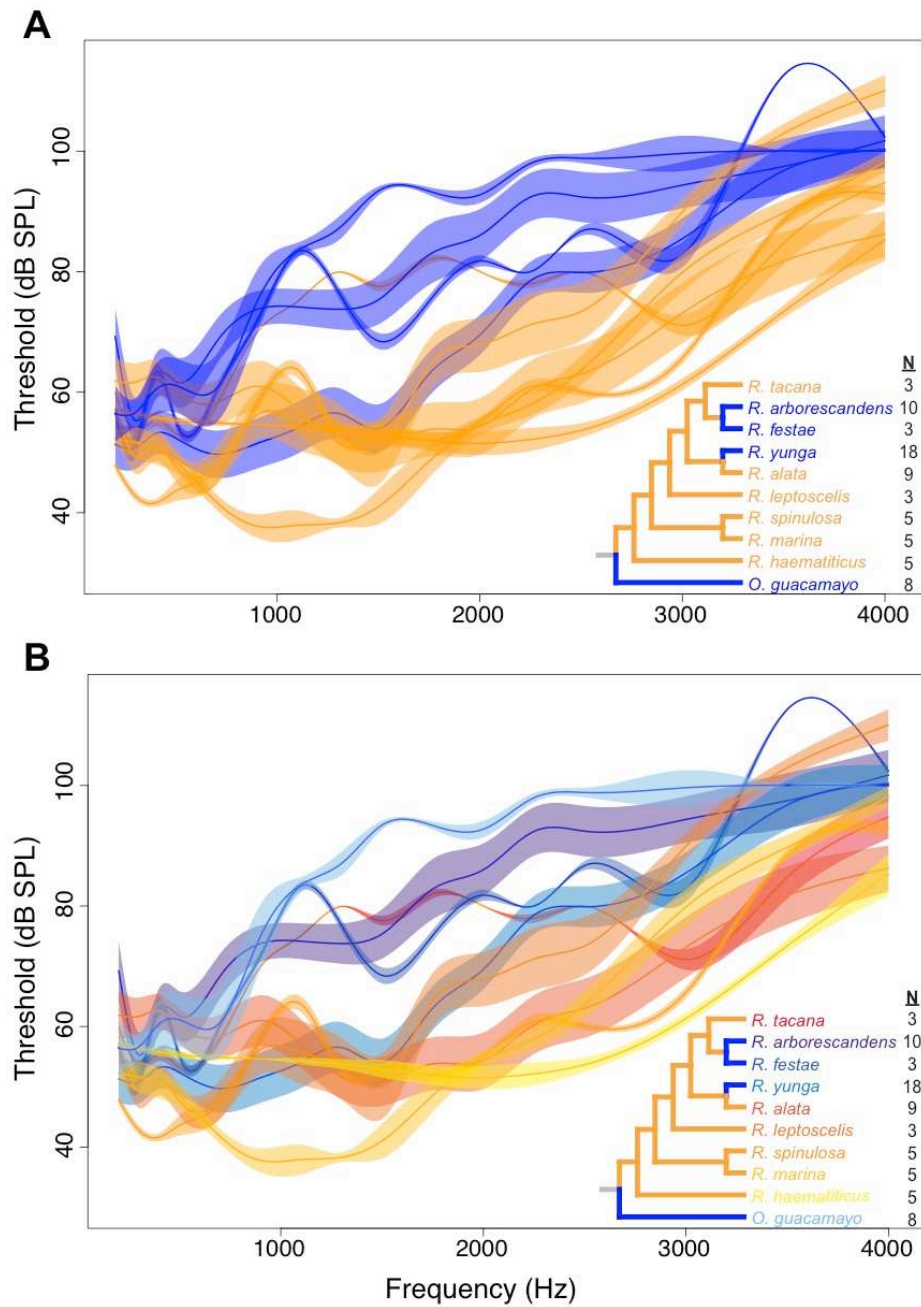 A
Threshold (dB SPL)
100
80
60
40
1000
2000
3000
4000
N
R. tacana 3
R. arborescandens 10
R. festae 3
R. yunga 18
R. alata 9
R. leptoscelis 3
R. spinulosa 5
R. marina 5
R. haematiticus 5
O. guacamayo 8
B
Threshold (dB SPL)
100
80
60
40
1000
2000
3000
4000
Frequency (Hz)
N
R. tacana 3
R. arborescandens 10
R. festae 3
R. yunga 18
R. alata 9
R. leptoscelis 3
R. spinulosa 5
R. marina 5
R. haematiticus 5
O. guacamayo 8